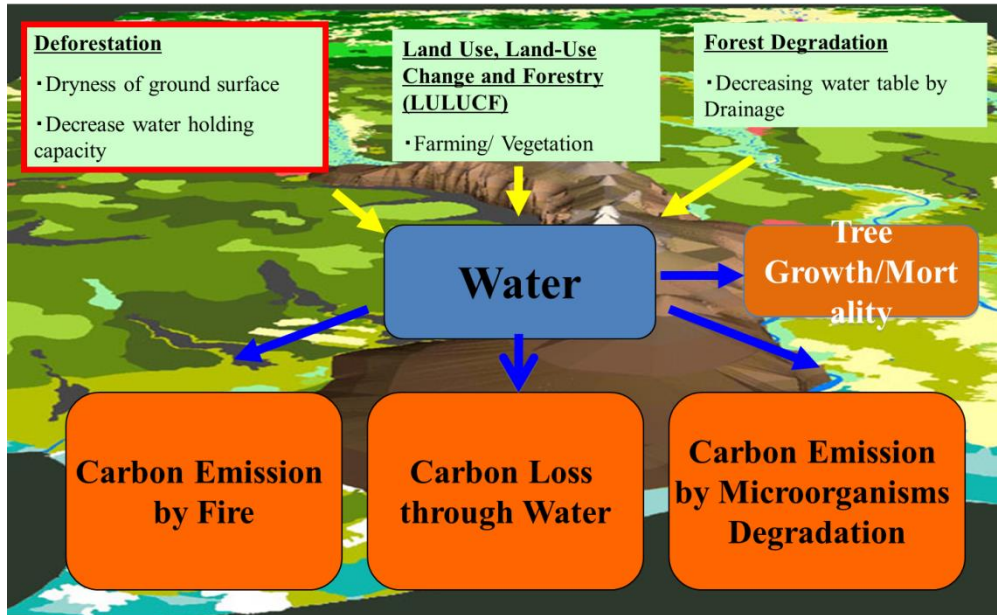 Deforestation
・Dryness of ground surface
・Decrease water holding
capacity
Land Use, Land-Use
Change and Forestry
(LULUCF)
・Farming/ Vegetation
Forest Degradation
・Decreasing water table by
Drainage
Water
Tree
Growth/Mort
ality
Carbon Emission
by Fire
Carbon Loss
through Water
Carbon Emission
by Microorganisms
Degradation